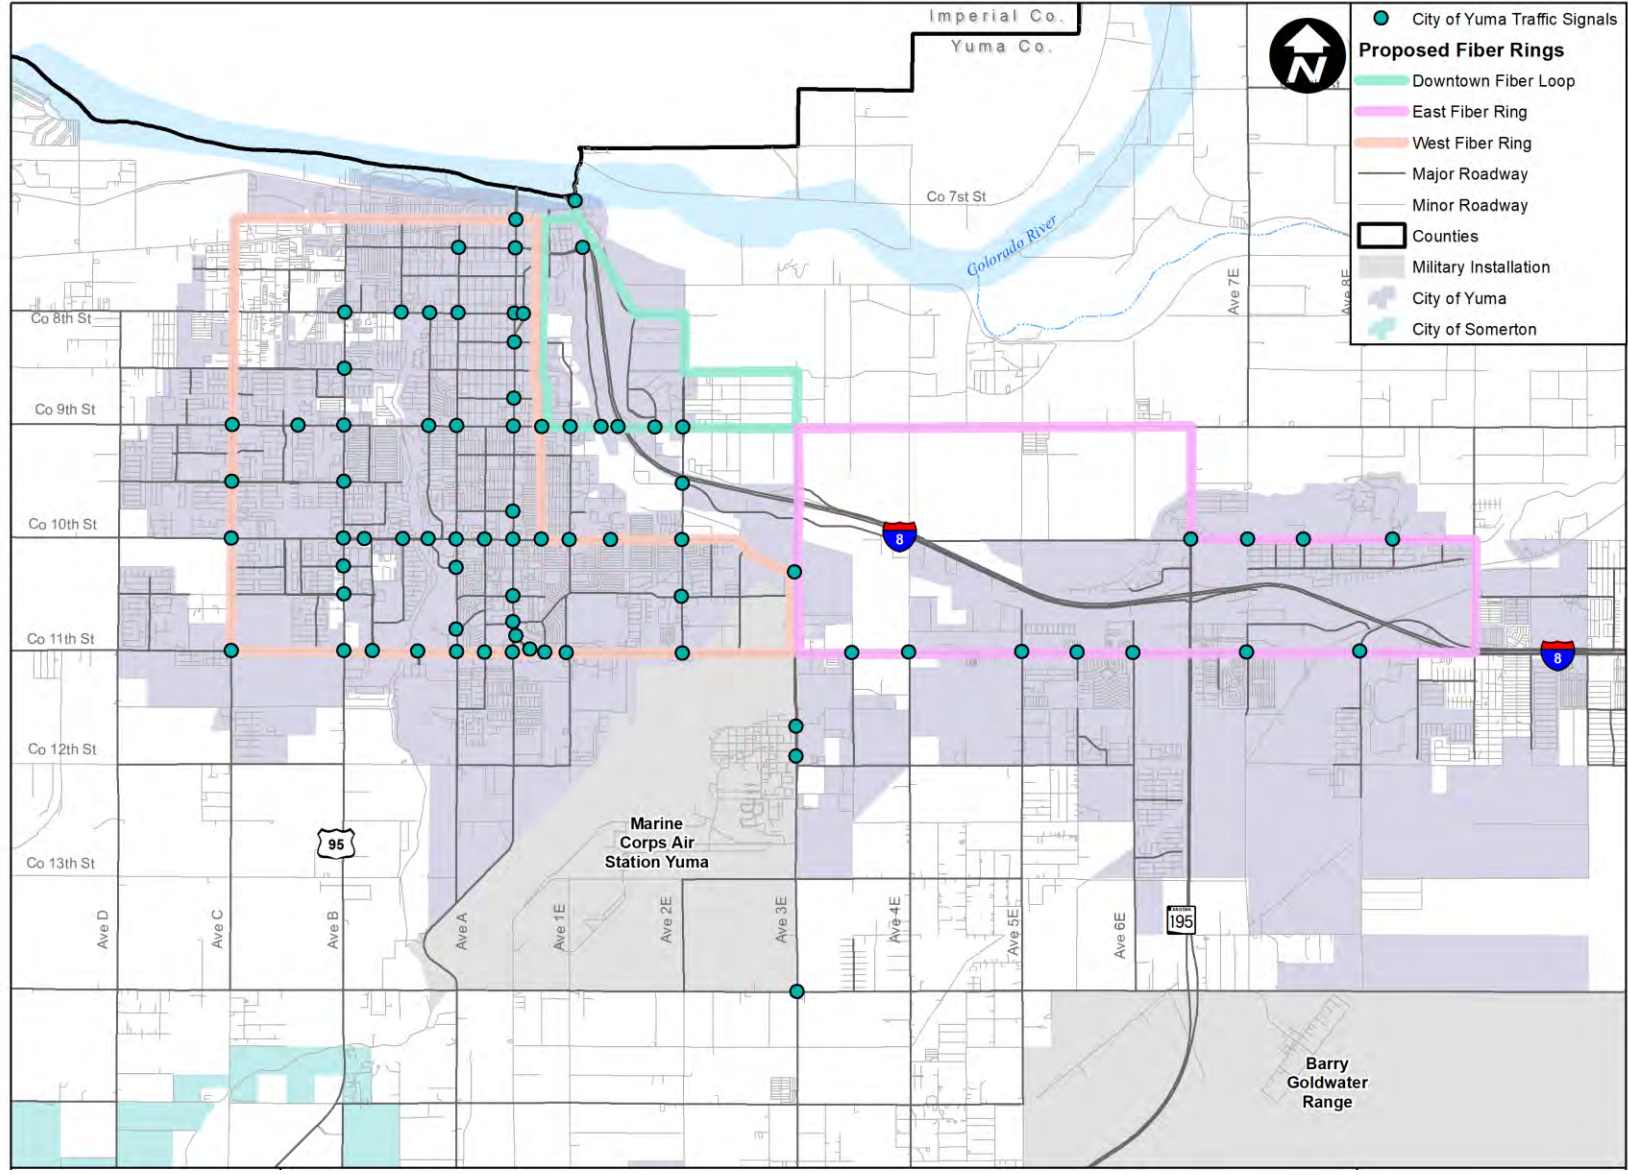 Imperial Co.
Yuma Co.
N
City of Yuma Traffic Signals
Proposed Fiber Rings
Downtown Fiber Loop
East Fiber Ring
West Fiber Ring
Major Roadway
Minor Roadway
Counties
Military Installation
City of Yuma
City of Somerton
Co 7st St
Colorado River
Ave 7E
Ave 8E
Co 8th St
Co 9th St
Co 10th St
8
Co 11th St
8
Co 12th St
Marine
Corps Air
Station Yuma
95
Co 13th St
Ave D
Ave C
Ave B
Ave A
Ave 1E
Ave 2E
Ave 3E
Ave 4E
Ave 5E
Ave 6E
ARIZONA
195
Barry
Goldwater
Range